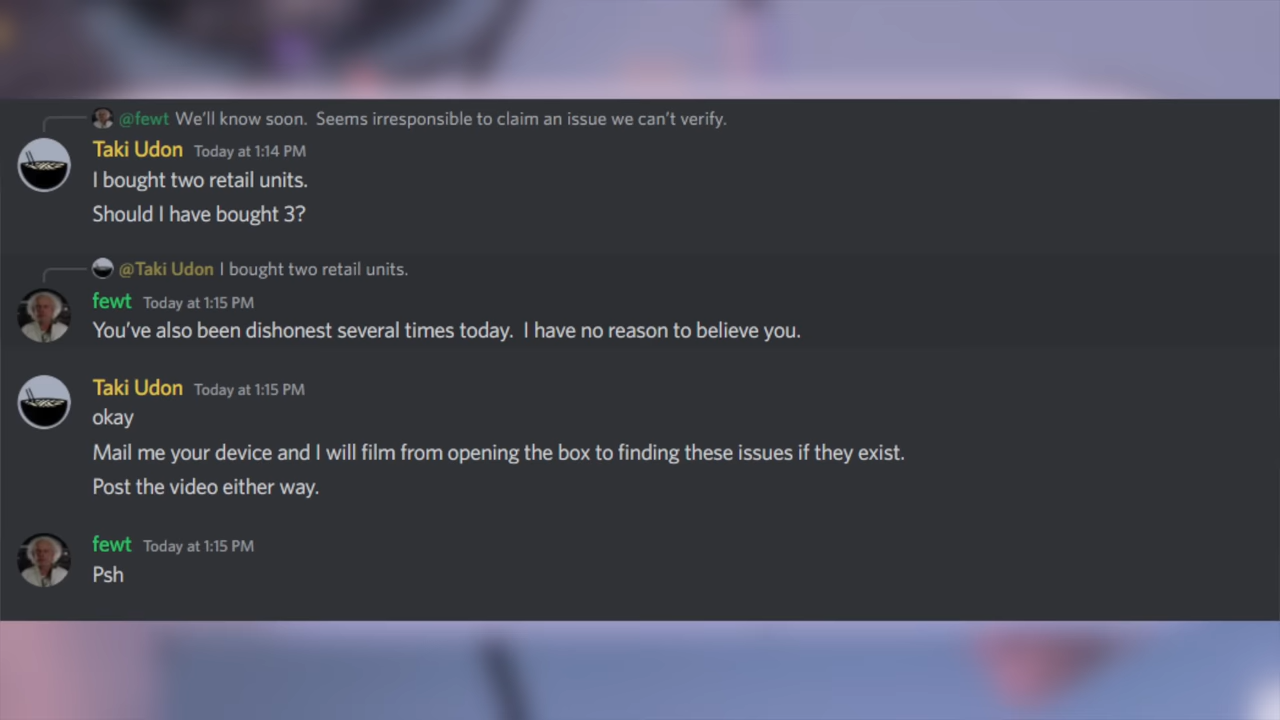 @fewt We'll know soon.  Seems irresponsible to claim an issue we can't verify.
Taki Udon Today at 1:14 PM
I bought two retail units.
Should I have bought 3?
@Taki Udon I bought two retail units.
fewt Today at 1:15 PM
You've also been dishonest several times today.  I have no reason to believe you.
Taki Udon Today at 1:15 PM
okay
Mail me your device and I will film from opening the box to finding these issues if they exist.
Post the video either way.
fewt Today at 1:15 PM
Psh